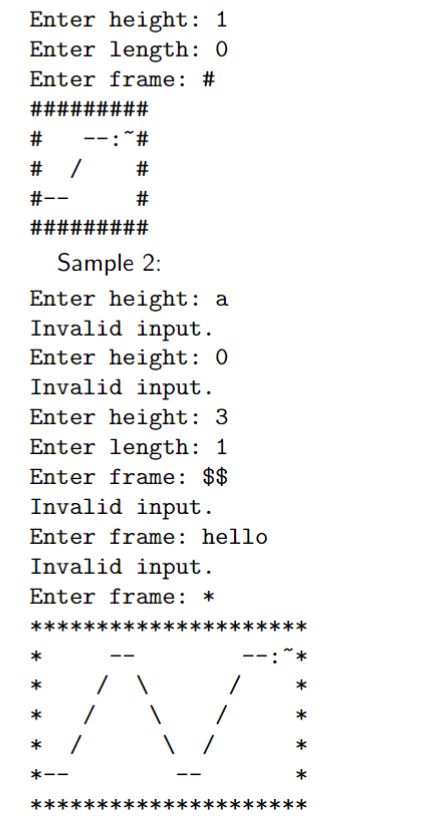 Enter height: 1
Enter length: 0
Enter frame: #
#########
#   --:~#
#  /    #
#--     #
#########
Sample 2:
Enter height: a
Invalid input.
Enter height: 0
Invalid input.
Enter height: 3
Enter length: 1
Enter frame: $$
Invalid input.
Enter frame: hello
Invalid input.
Enter frame: *
*********************
*     --        --:~*
*    /  \      /    *
*   /    \    /     *
*  /      \  /      *
*--        --       *
*********************